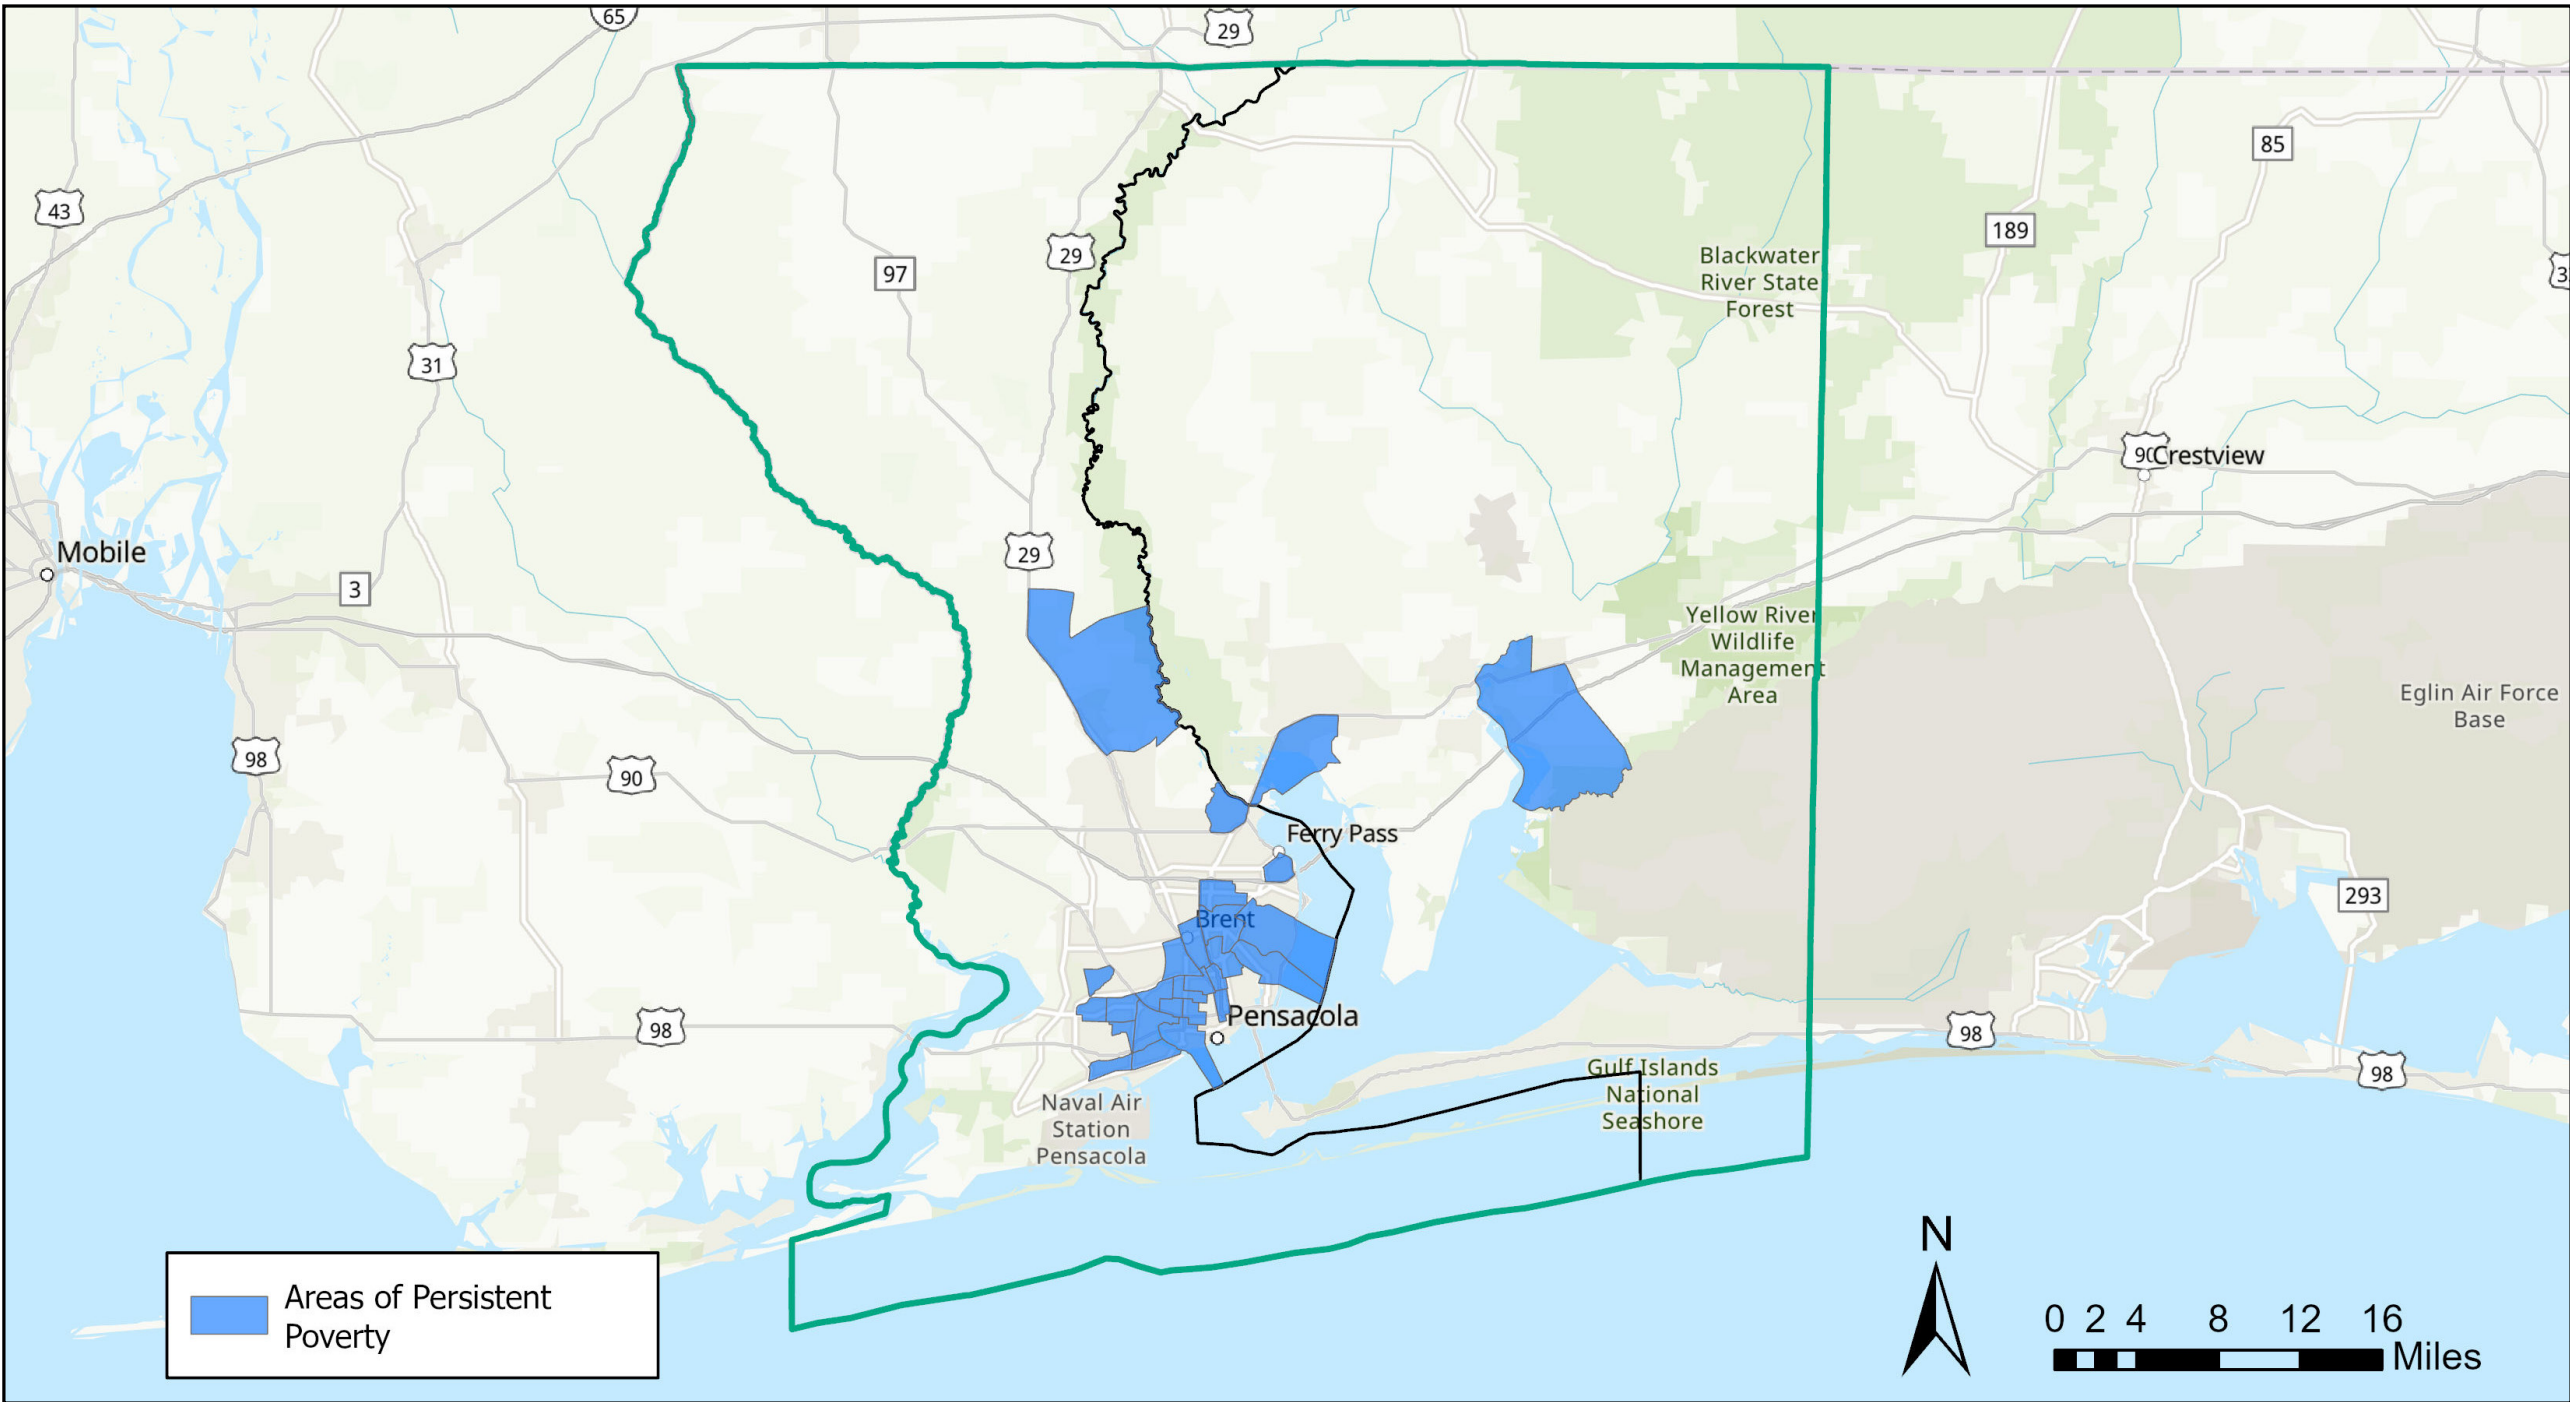 65
29
43
85
189
29
97
Blackwater
River State
Forest
3
31
90
Crestview
Mobile
29
3
Yellow River
Wildlife
Management
Area
Eglin Air Force
Base
98
90
Ferry Pass
293
Brent
Pensacola
98
98
98
Gulf Islands
National
Seashore
Naval Air
Station
Pensacola
N
Areas of Persistent
Poverty
0 2 4 8 12 16
Miles